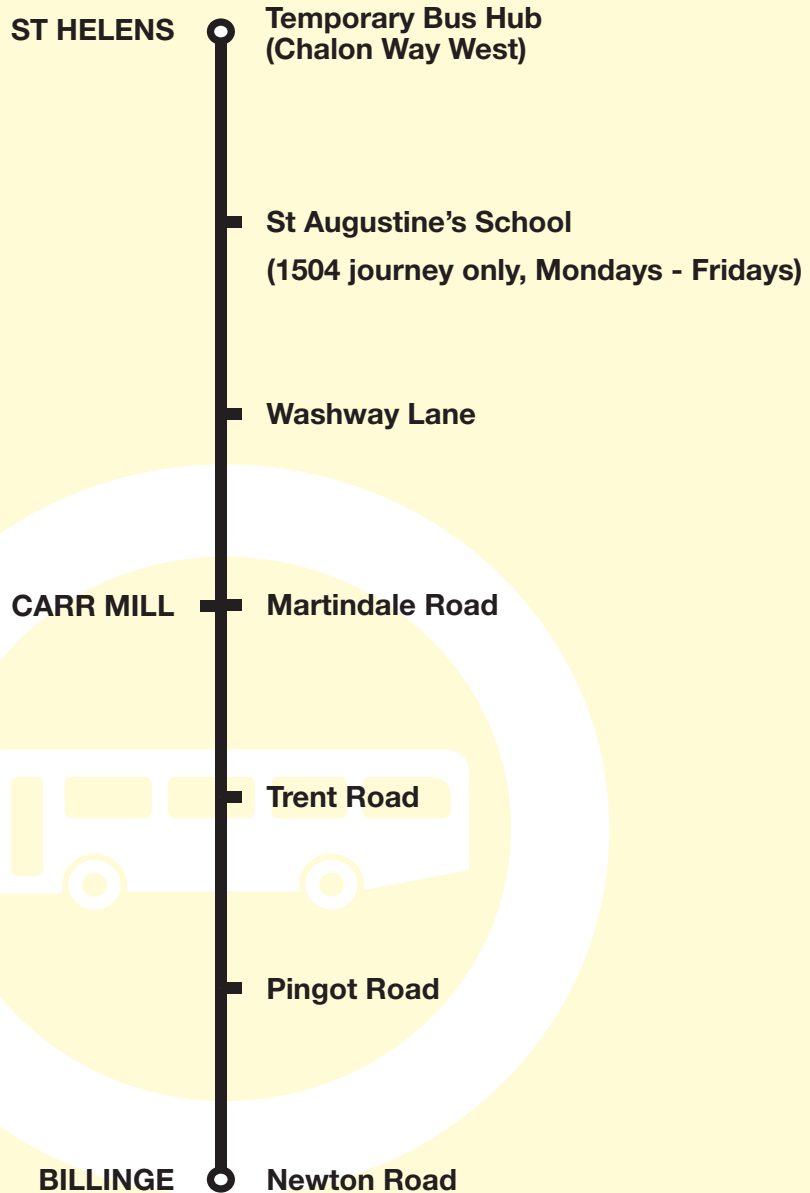 ST HELENS
Temporary Bus Hub
(Chalon Way West)
St Augustine’s School
(1504 journey only, Mondays - Fridays)
Washway Lane
CARR MILL
Martindale Road
Trent Road
Pingot Road
BILLINGE
Newton Road